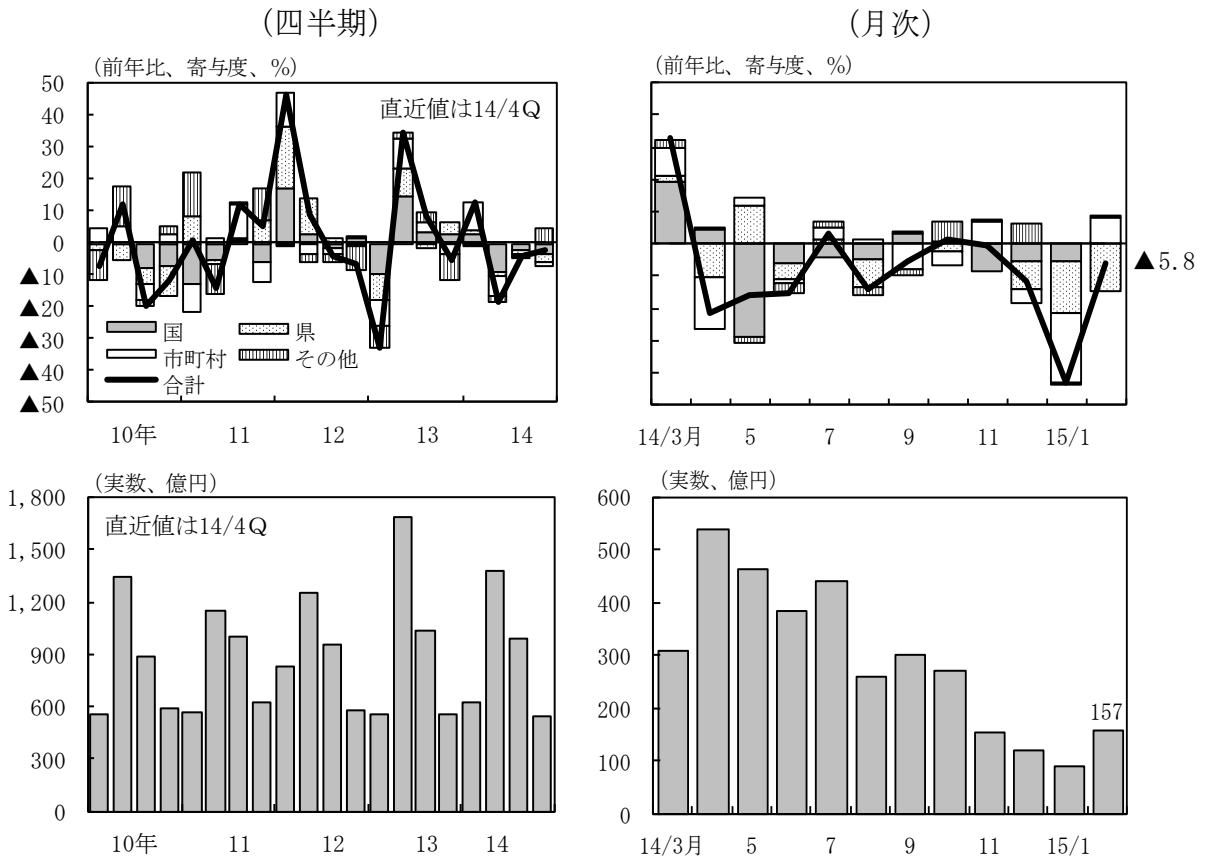 (四半期)
(前年比、寄与度、%)
直近値は14/4Q
50
40
30
20
10
0
▲10
▲20
▲30
▲40
▲50
国
県
市町村
その他
合計
10年 11 12 13 14
(月次)
(前年比、寄与度、%)
▲5.8
14/3月 5 7 9 11 15/1
(実数、億円)
直近値は14/4Q
1,800
1,500
1,200
900
600
300
0
10年 11 12 13 14
(実数、億円)
600
500
400
300
200
100
0
157
14/3月 5 7 9 11 15/1